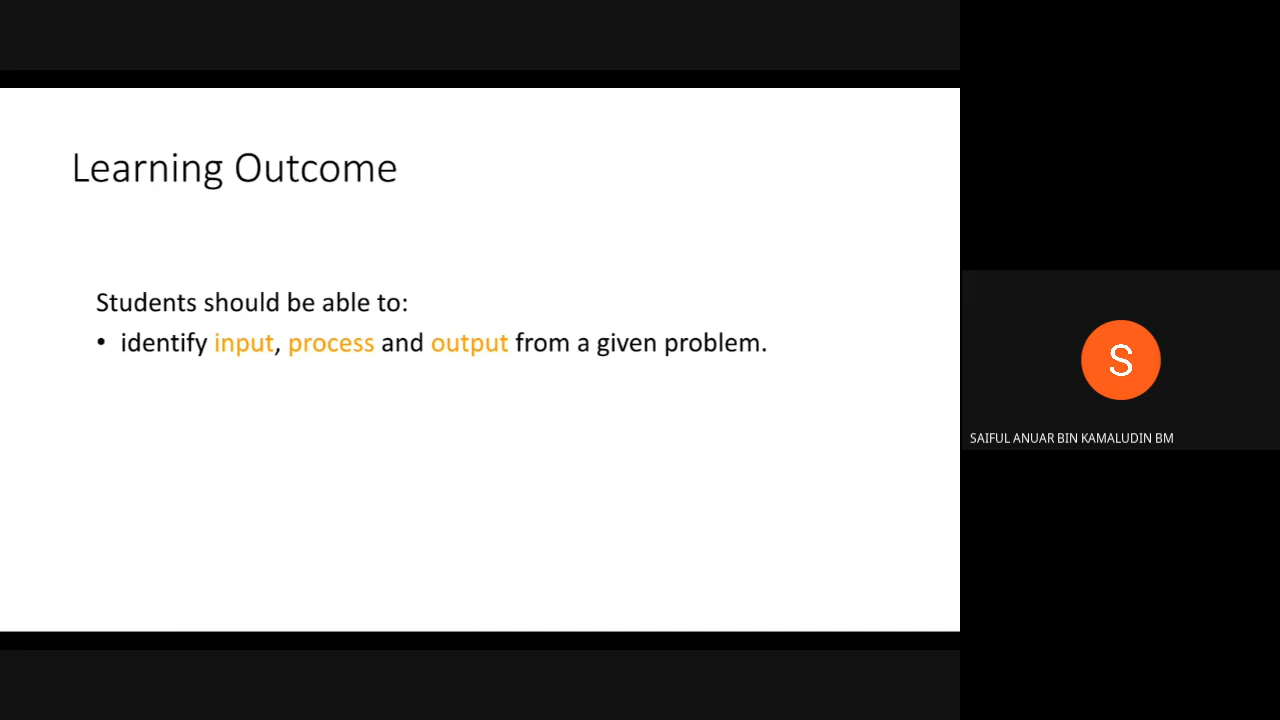 Learning Outcome
Students should be able to:
• identify input, process and output from a given problem.
S
SAIFUL ANUAR BIN KAMALUDIN BM